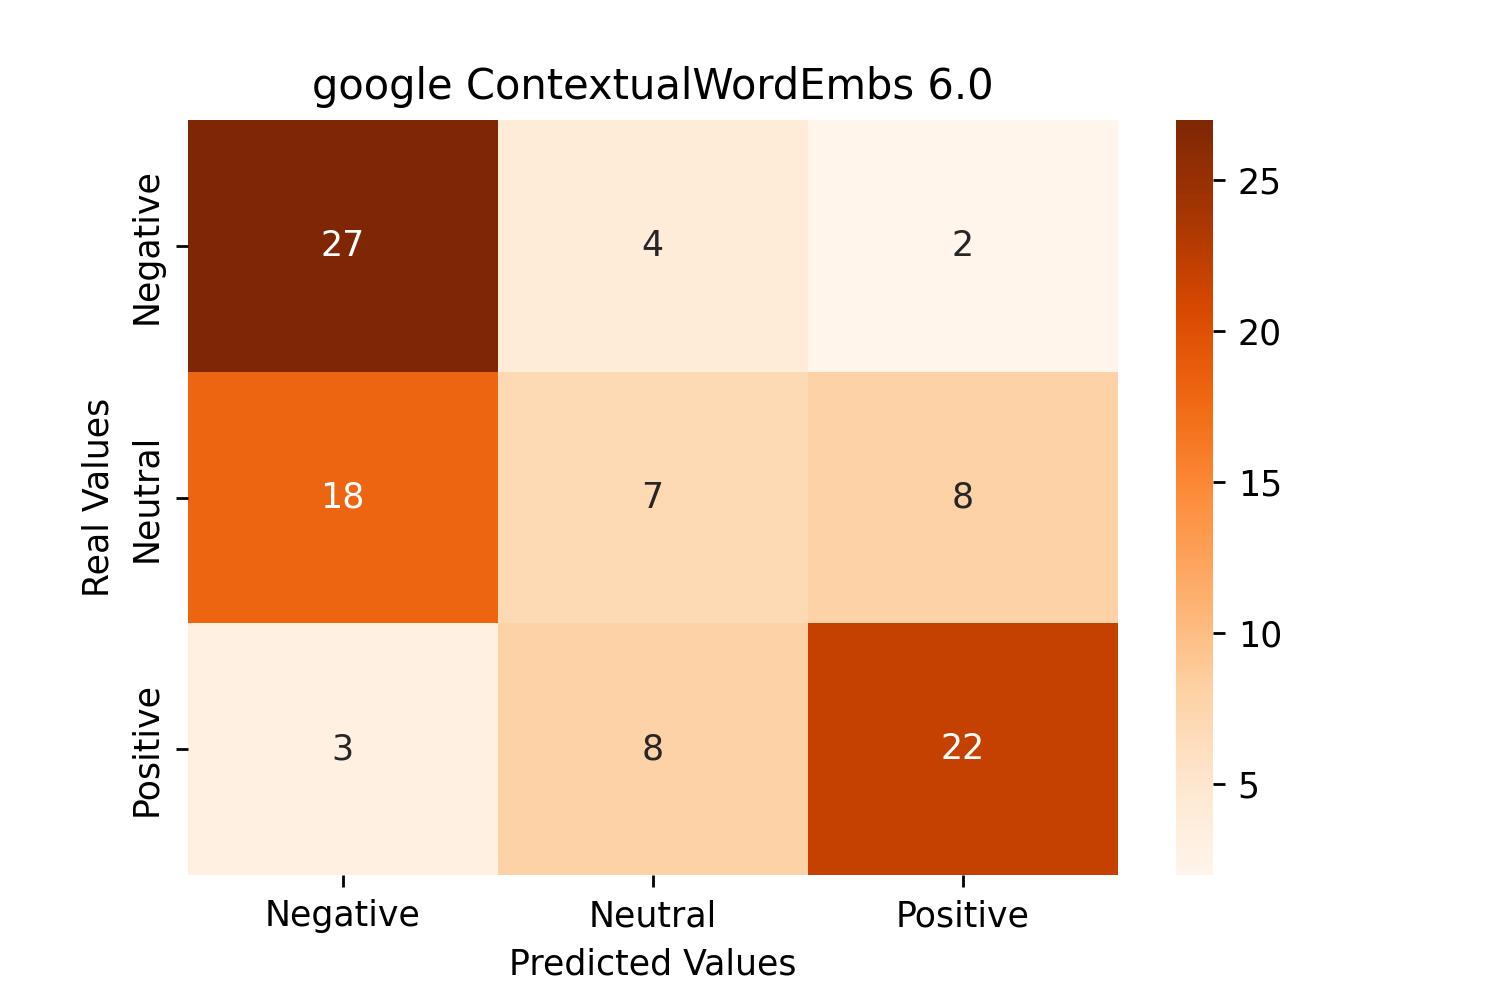 google ContextualWordEmbs 6.0
Real Values
Negative
27 4 2
Neutral
18 7 8
Positive
3 8 22
Negative Neutral Positive
Predicted Values
25
20
15
10
5